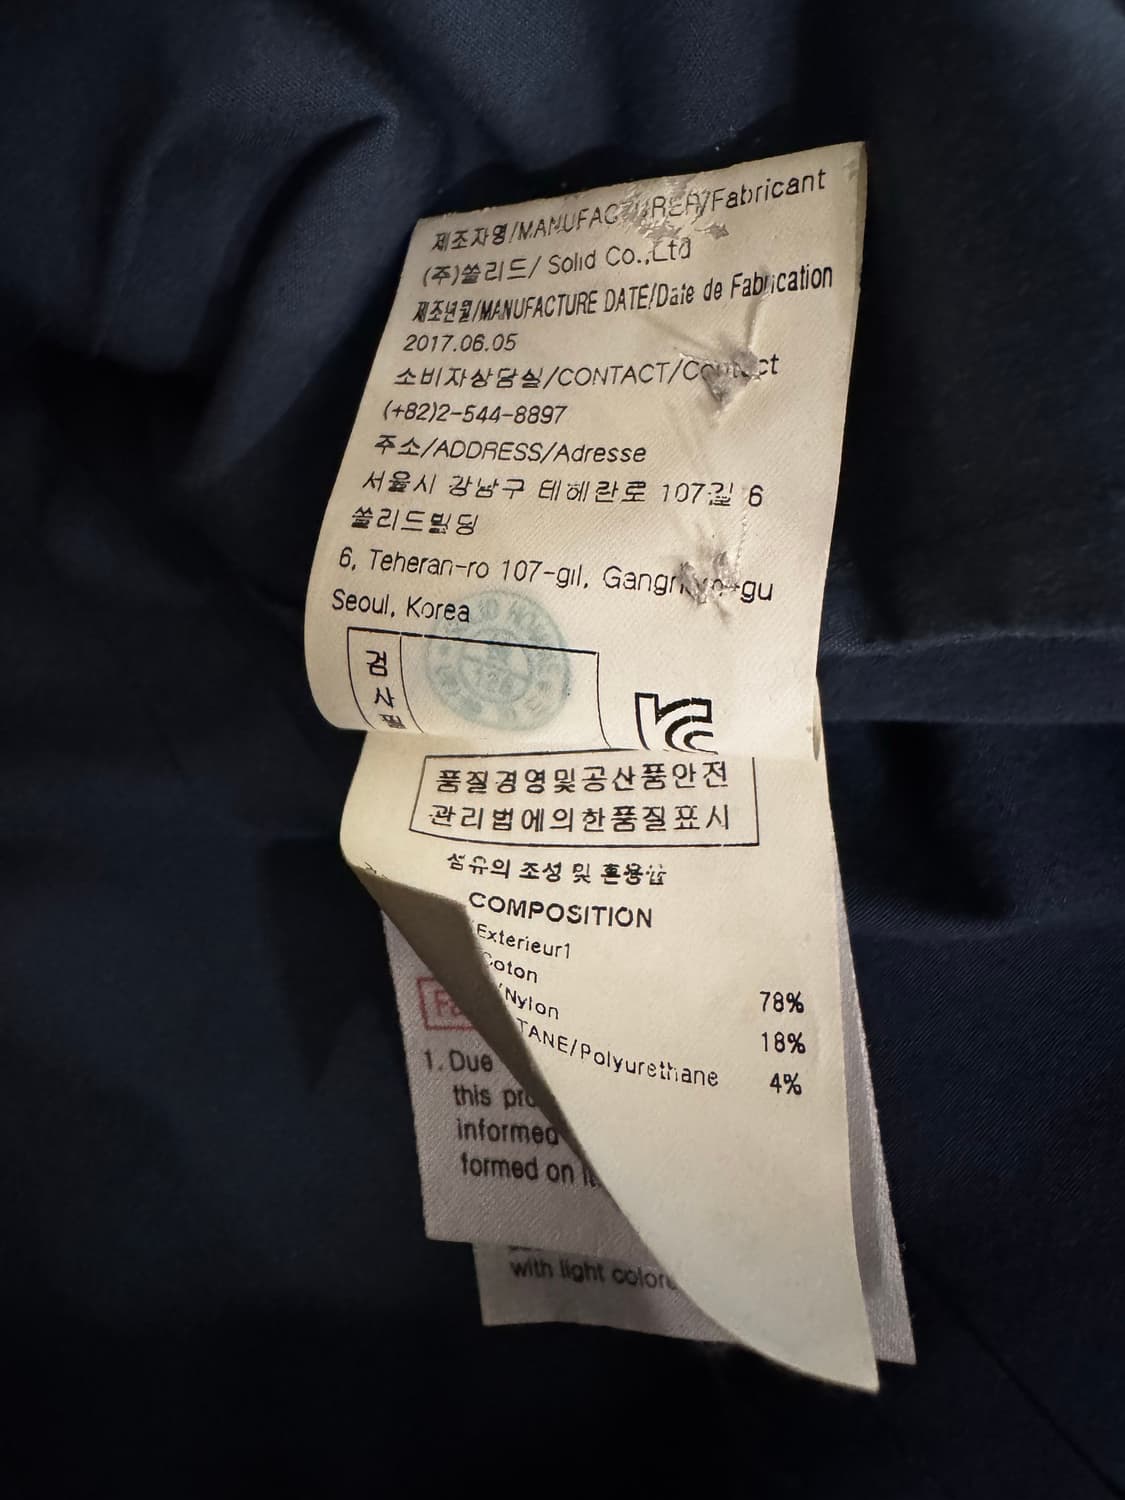 제조자명/MANUFACTURER/Fabricant
(주)쏠리드/ Solid Co.,Ltd
제조년월/MANUFACTURE DATE/Date de Fabrication
2017.06.05
소비자상담실/CONTACT/Contact
(+82)2-544-8897
주소/ADDRESS/Adresse
서울시 강남구 테헤란로 107길 6
쏠리드빌딩
6, Teheran-ro 107-gil, Gangnam-gu
Seoul, Korea
검
사
필
품질경영및공산품안전
관리법에의한품질표시
섬유의 조성 및 혼용율
COMPOSITION
Exterieur1
Coton 78%
/Nylon 18%
TANE/Polyurethane 4%
1. Due
this
informed
formed on
with light